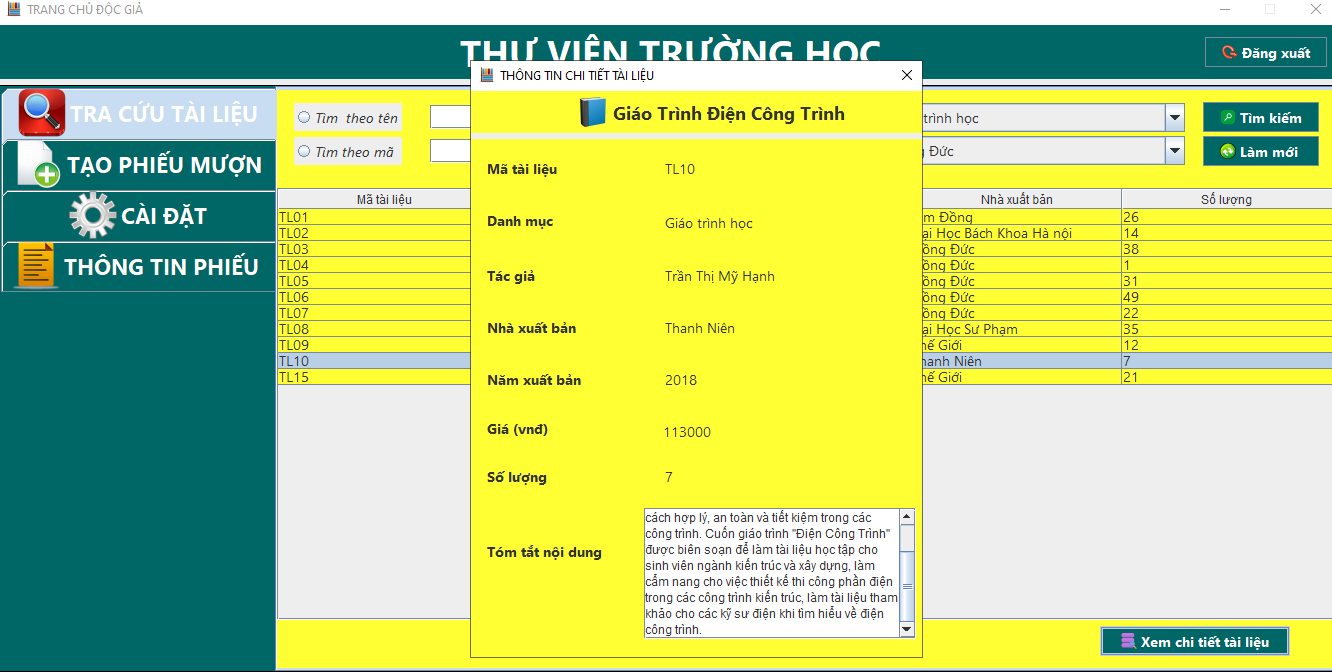 TRANG CHỦ ĐỘC GIẢ
THƯ VIỆN TRƯỜNG HỌC
Đăng xuất
TRA CỨU TÀI LIỆU
TẠO PHIẾU MƯỢN
CÀI ĐẶT
THÔNG TIN PHIẾU
Tìm theo tên
Tìm theo mã
trình học
Đức
Tìm kiếm
Làm mới
Mã tài liệu
Nhà xuất bản
Số lượng
TL01
m Đồng
26
TL02
ại Học Bách Khoa Hà nội
14
TL03
ồng Đức
38
TL04
ồng Đức
1
TL05
ồng Đức
31
TL06
ồng Đức
49
TL07
ồng Đức
22
TL08
ại Học Sư Phạm
35
TL09
hế Giới
12
TL10
hanh Niên
7
TL15
hế Giới
21
Xem chi tiết tài liệu
THÔNG TIN CHI TIẾT TÀI LIỆU
Giáo Trình Điện Công Trình
Mã tài liệu
TL10
Danh mục
Giáo trình học
Tác giả
Trần Thị Mỹ Hạnh
Nhà xuất bản
Thanh Niên
Năm xuất bản
2018
Giá (vnđ)
113000
Số lượng
7
Tóm tắt nội dung
cách hợp lý, an toàn và tiết kiệm trong các
công trình. Cuốn giáo trình "Điện Công Trình"
được biên soạn để làm tài liệu học tập cho
sinh viên ngành kiến trúc và xây dựng, làm
cẩm nang cho việc thiết kế thi công phần điện
trong các công trình kiến trúc, làm tài liệu tham
khảo cho các kỹ sư điện khi tìm hiểu về điện
công trình.